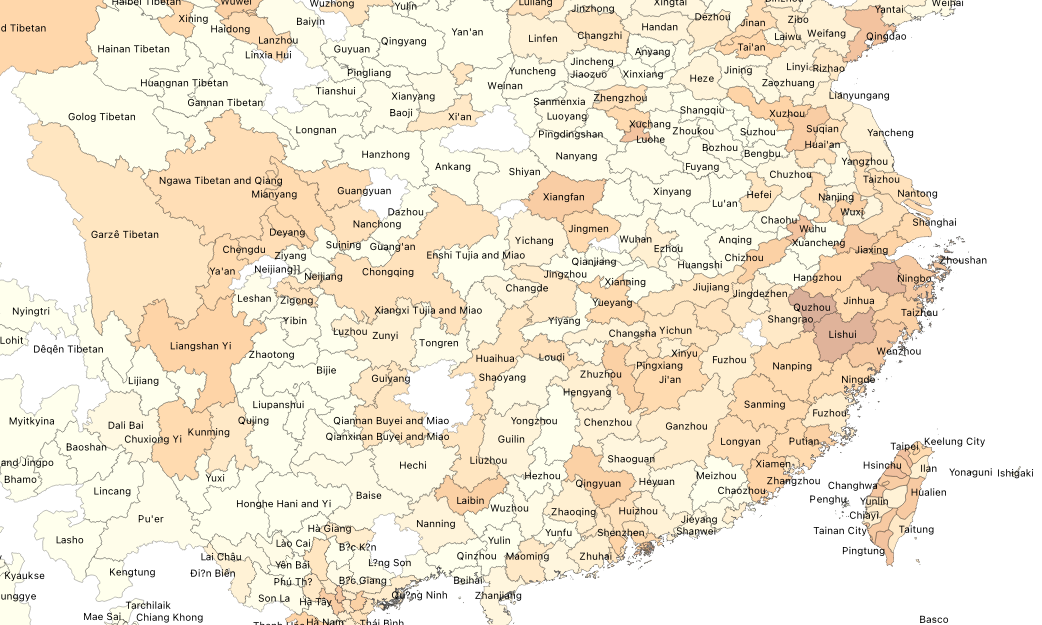 Haibei Tibetan
Wuwei
Wuzhong
Yulin
Luliang
Jinzhong
Xingtai
Dezhou
Yantai
Weihai
d Tibetan
Xining
Haidong
Baiyin
Yan'an
Linfen
Changzhi
Handan
Jinan
Zibo
Laiwu
Weifang
Qingdao
Hainan Tibetan
Lanzhou
Linxia Hui
Guyuan
Qingyang
Anyang
Tai'an
Huangnan Tibetan
Pingliang
Yuncheng
Jincheng
Jiaozuo
Xinxiang
Heze
Jining
Linyi
Rizhao
Zaozhuang
Gannan Tibetan
Tianshui
Xianyang
Weinan
Sanmenxia
Zhengzhou
Lianyungang
Golog Tibetan
Baoji
Xi'an
Luoyang
Shangqiu
Xuzhou
Longnan
Pingdingshan
Xuchang
Luohe
Zhoukou
Suzhou
Suqian
Yancheng
Hanzhong
Ankang
Nanyang
Bozhou
Bengbu
Huai'an
Shiyan
Fuyang
Chuzhou
Yangzhou
Ngawa Tibetan and Qiang
Mianyang
Guangyuan
Xiangfan
Xinyang
Lu'an
Hefei
Nanjing
Taizhou
Nantong
Dazhou
Nanchong
Jingmen
Chaohu
Wuxi
Garzê Tibetan
Deyang
Suining
Guang'an
Yichang
Wuhan
Ezhou
Anqing
Wuhu
Xuancheng
Shanghai
Chengdu
Ziyang
Enshi Tujia and Miao
Qianjiang
Huangshi
Chizhou
Jiaxing
Zhoushan
Ya'an
Neijiang]]
Neijiang
Chongqing
Jingzhou
Xianning
Hangzhou
Ningbo
Leshan
Zigong
Changde
Yueyang
Jiujiang
Jingdezhen
Quzhou
Jinhua
Nyingtri
Xiangxi Tujia and Miao
Yiyang
Shangrao
Taizhou
Lohit
Dêqên Tibetan
Liangshan Yi
Yibin
Luzhou
Zunyi
Tongren
Changsha
Yichun
Lishui
Zhaotong
Huaihua
Loudi
Xinyu
Pingxiang
Fuzhou
Wenzhou
Lijiang
Bijie
Guiyang
Shaoyang
Zhuzhou
Ji'an
Nanping
Ningde
Hengyang
Liupanshui
Sanming
Myitkyina
Dali Bai
Chuxiong Yi
Kunming
Qujing
Qiannan Buyei and Miao
Qianxinan Buyei and Miao
Yongzhou
Chenzhou
Ganzhou
Fuzhou
Baoshan
Guilin
Longyan
Putian
Taipei
Keelung City
and Jingpo
Bhamo
Yuxi
Hechi
Liuzhou
Shaoguan
Xiamen
Hsinchu
Ilan
Yonaguni
Ishigaki
Lincang
Baise
Laibin
Hezhou
Qingyuan
Heyuan
Meizhou
Chaozhou
Zhangzhou
Changhwa
Hualien
Pu'er
Honghe Hani and Yi
Wuzhou
Zhaoqing
Huizhou
Jieyang
Penghu
Yunlin
Chiayi
Lasho
Hà Giang
Nanning
Yunfu
Shenzhen
Shanwei
Tainan City
Taitung
Lào Cai
B?c K?n
Yulin
Lai Châu
Yên Bái
L?ng Son
Qinzhou
Maoming
Zhuhai
Pingtung
Kyaukse
Kengtung
Đi?n Biên
Phú Th?
B?c Giang
Beihai
unggye
Son La
Hà Tây
Qu?ng Ninh
Zhanjiang
Tarchilaik
Mae Sai
Chiang Khong
Hà Nam
Thái Bình
Basco